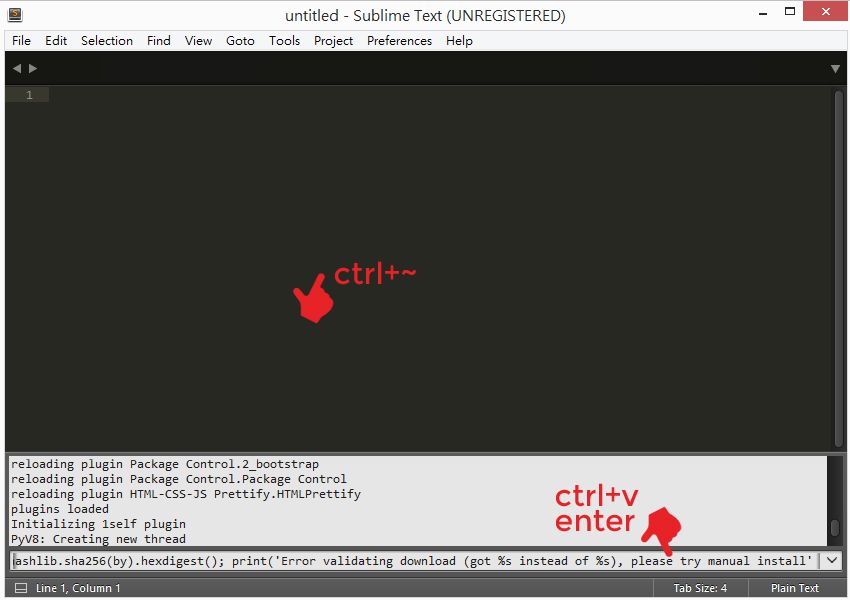 untitled - Sublime Text (UNREGISTERED)
File Edit Selection Find View Goto Tools Project Preferences Help
1
ctrl+~
reloading plugin Package Control.2_bootstrap
reloading plugin Package Control.Package Control
reloading plugin HTML-CSS-JS Prettify.HTMLPrettify
plugins loaded
Initializing 1self plugin
PyV8: Creating new thread
ctrl+v
enter
ashlib.sha256(by).hexdigest(); print('Error validating download (got %s instead of %s), please try manual install'
Line 1, Column 1 Tab Size: 4 Plain Text